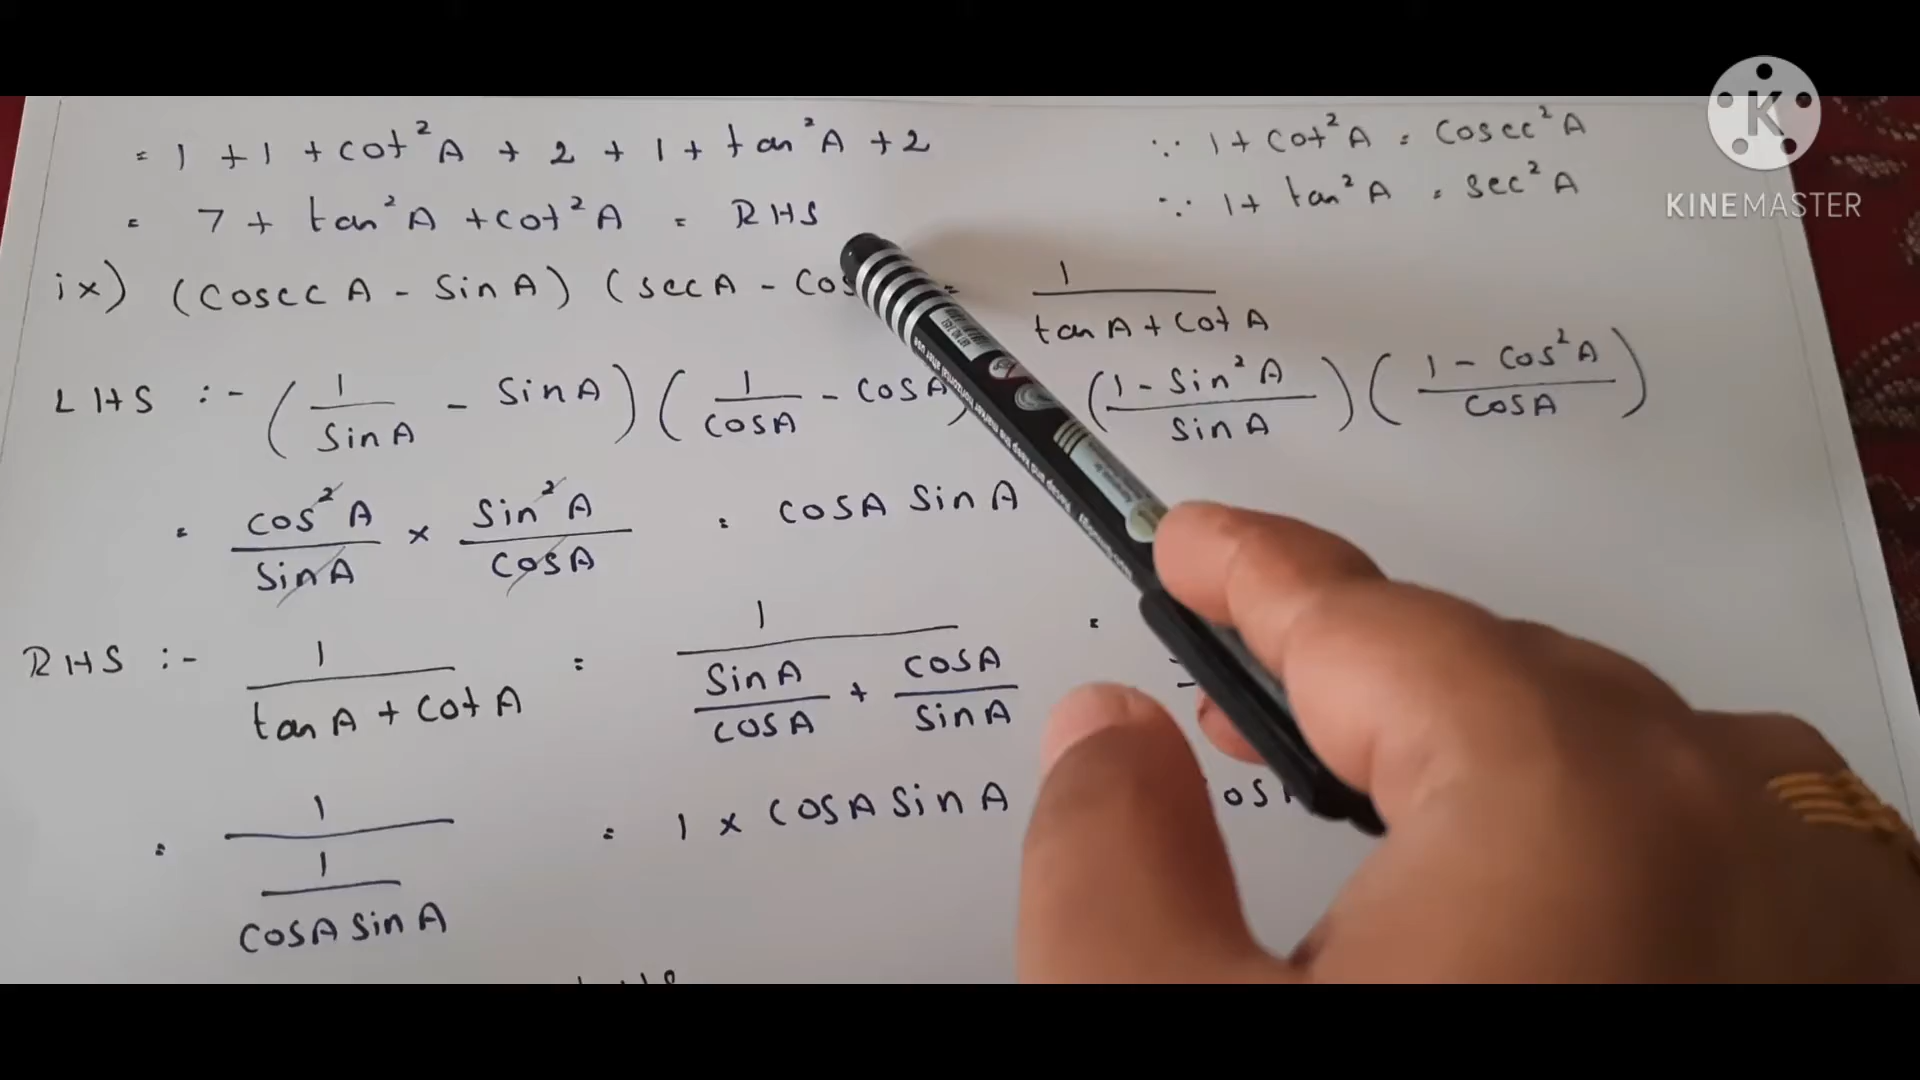 = 1 + 1 + cot²A + 2 + 1 + tan²A + 2
∵ 1 + cot²A = cosec²A
= 7 + tan²A + cot²A = RHS
∵ 1 + tan²A = sec²A
KINEMASTER
ix) (cosec A - sin A) (sec A - cos = 1/(tan A + cot A)
LHS :- (1/sin A - sin A) (1/cos A - cos A) ((1 - sin²A)/sin A) ((1 - cos²A)/cos A)
= cos²A/sin A × sin²A/cos A = cos A sin A
RHS :- 1/(tan A + cot A) = 1/(sin A/cos A + cos A/sin A) =
= 1/(1/(cos A sin A)) = 1 × cos A sin A